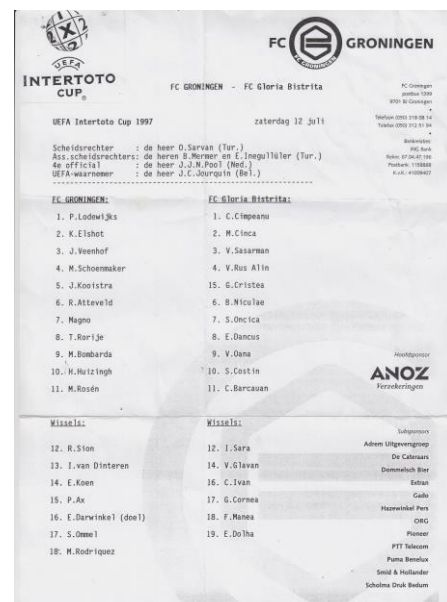 UEFA
INTERTOTO
CUP®
FC GRONINGEN
FC GRONINGEN
FC GRONINGEN - FC Gloria Bistrita
FC Groningen
postbus 1399
9701 BJ Groningen
UEFA Intertoto Cup 1997 zaterdag 12 juli
Scheidsrechter : de heer O.Sarvan (Tur.)
Ass.scheidsrechters: de heren B.Mermer en E.Inegullüler (Tur.)
4e official : de heer J.J.N.Pool (Ned.)
UEFA-waarnemer : de heer J.C.Jourquin (Bel.)
Bankrelaties
ING Bank
FC GRONINGEN: FC Gloria Bistrita:
1. P.Lodewijks 1. C.Cimpeanu
2. K.Elshot 2. M.Cinca
3. J.Veenhof 3. V.Sasarman
4. M.Schoenmaker 4. V.Rus Alin
5. J.Kooistra 15. G.Cristea
6. R.Atteveld 6. B.Niculae
7. Magno 7. S.Oncica
8. T.Rorije 8. E.Dancus
9. M.Bombarda 9. V.Oana
10. M.Huizingh 10. S.Costin
11. M.Rosén 11. C.Barcauan
Hoofdsponsor
ANOZ
Verzekeringen
Wissels: Wissels:
12. R.Sion 12. I.Sara
13. I.van Dinteren 14. V.Glavan
14. E.Koen 16. C.Ivan
15. P.Ax 17. G.Cornea
16. E.Darwinkel (doel) 18. F.Manea
17. S.Ommel 19. E.Dolha
18. M.Rodriquez
Subsponsors
Adrem Uitgeversgroep
De Cateraars
Dommelsch Bier
Extran
Gado
Hazewinkel Pers
ORG
Pioneer
PTT Telecom
Puma Benelux
Smid & Hollander
Scholma Druk Bedum